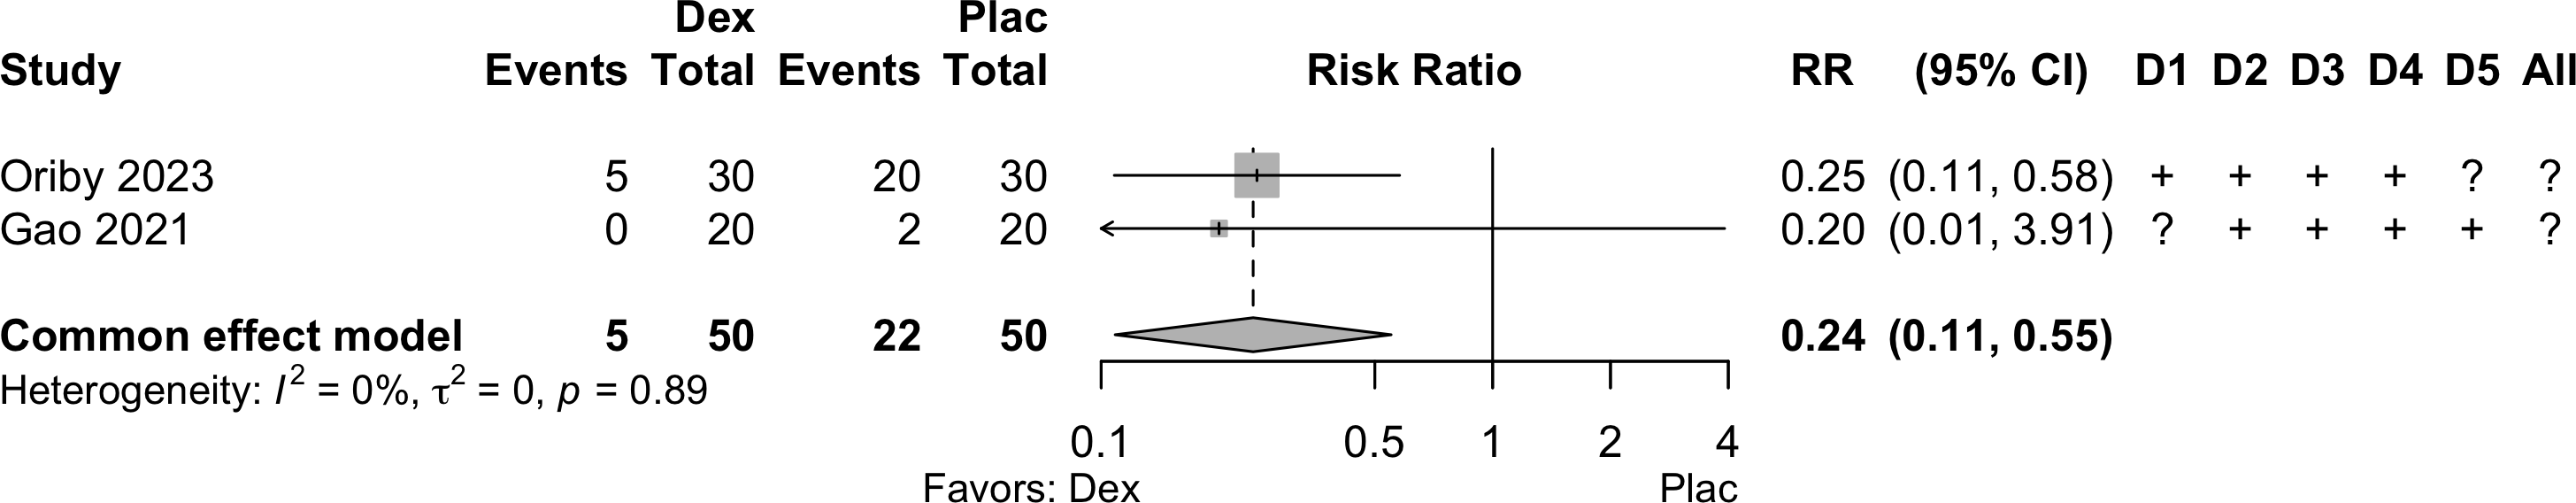 Dex Plac
Study Events Total Events Total Risk Ratio RR (95% CI) D1 D2 D3 D4 D5 All
Oriby 2023 5 30 20 30 0.25 (0.11, 0.58) + + + + ? ?
Gao 2021 0 20 2 20 0.20 (0.01, 3.91) ? + + + + ?
Common effect model 5 50 22 50 0.24 (0.11, 0.55)
Heterogeneity: I² = 0%, τ² = 0, p = 0.89
0.1 0.5 1 2 4
Favors: Dex Plac